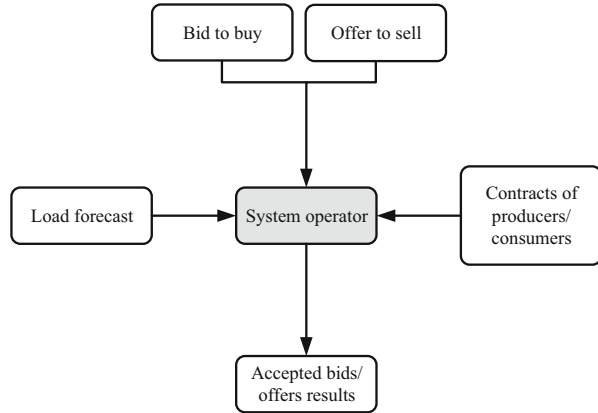 Bid to buy
Offer to sell
Load forecast
System operator
Contracts of
producers/
consumers
Accepted bids/
offers results